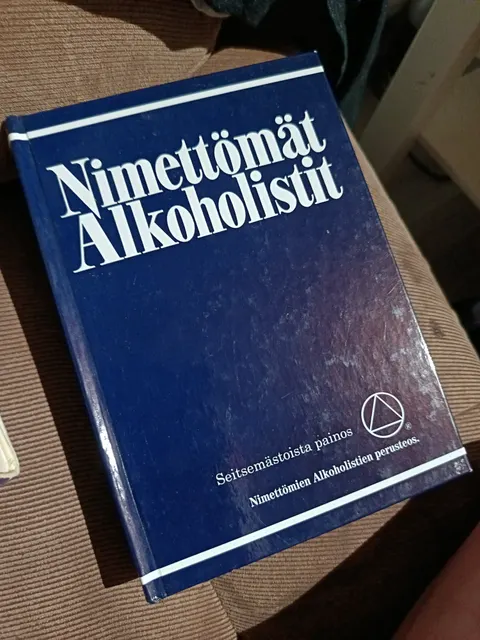 Nimettömät
Alkoholistit
Seitsemästoista painos
®
Nimettömien Alkoholistien perusteos.